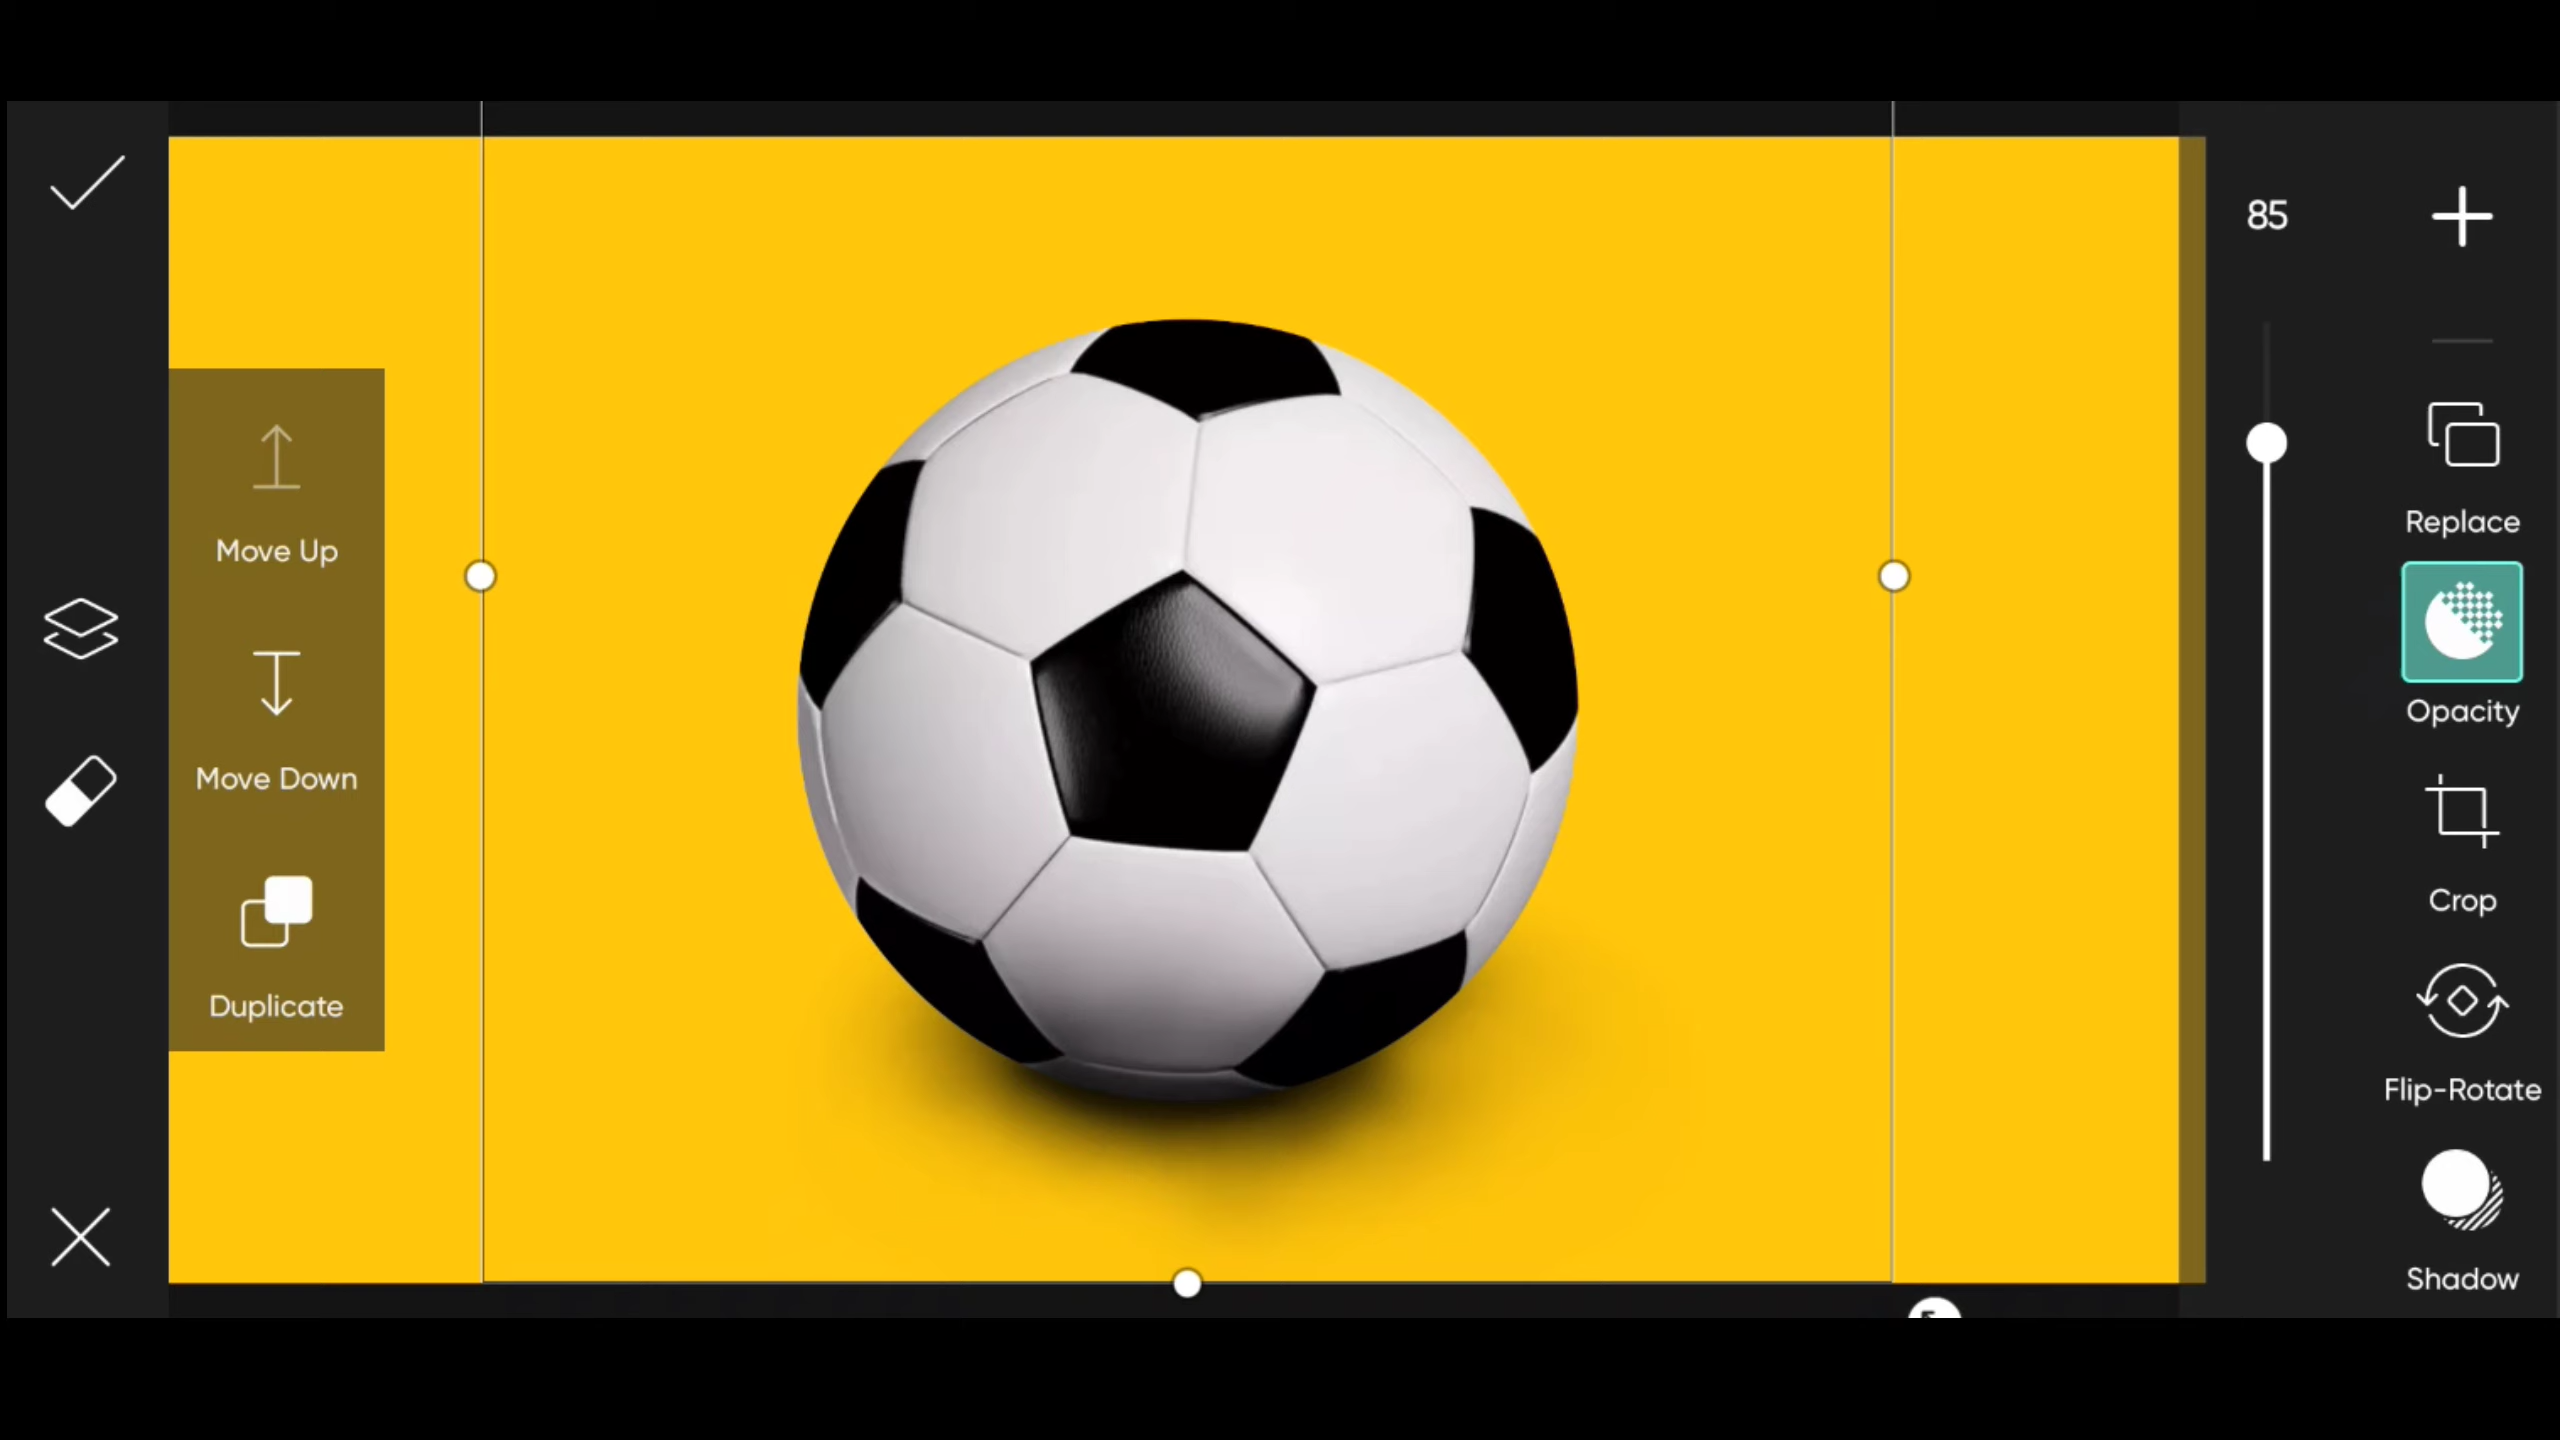 85
Move Up
Move Down
Duplicate
Replace
Opacity
Crop
Flip-Rotate
Shadow